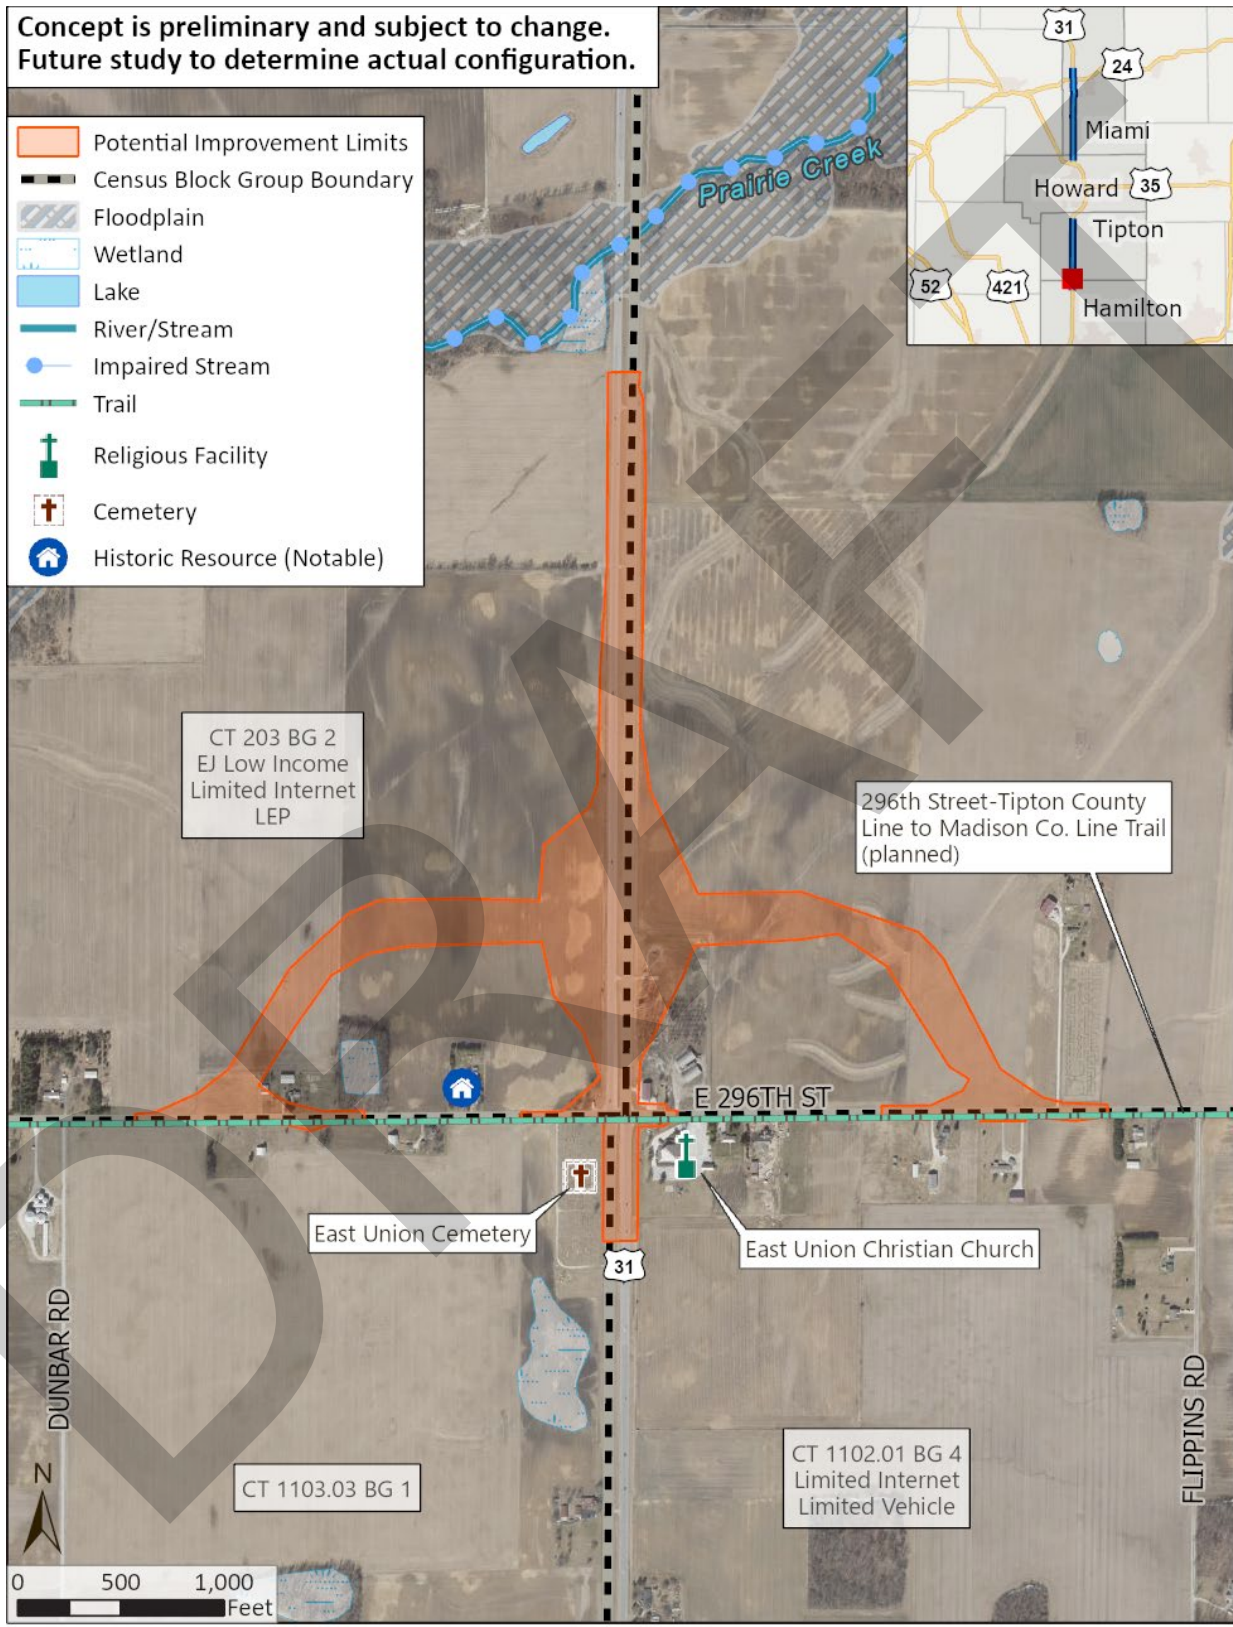 Concept is preliminary and subject to change.
Future study to determine actual configuration.
Potential Improvement Limits
Census Block Group Boundary
Floodplain
Wetland
Lake
River/Stream
Impaired Stream
Trail
Religious Facility
Cemetery
Historic Resource (Notable)
Prairie Creek
31
24
Miami
Howard
35
Tipton
52
421
Hamilton
CT 203 BG 2
EJ Low Income
Limited Internet
LEP
296th Street-Tipton County
Line to Madison Co. Line Trail
(planned)
E 296TH ST
East Union Cemetery
East Union Christian Church
31
DUNBAR RD
FLIPPINS RD
CT 1103.03 BG 1
CT 1102.01 BG 4
Limited Internet
Limited Vehicle
N
0 500 1,000
Feet
DRAFT